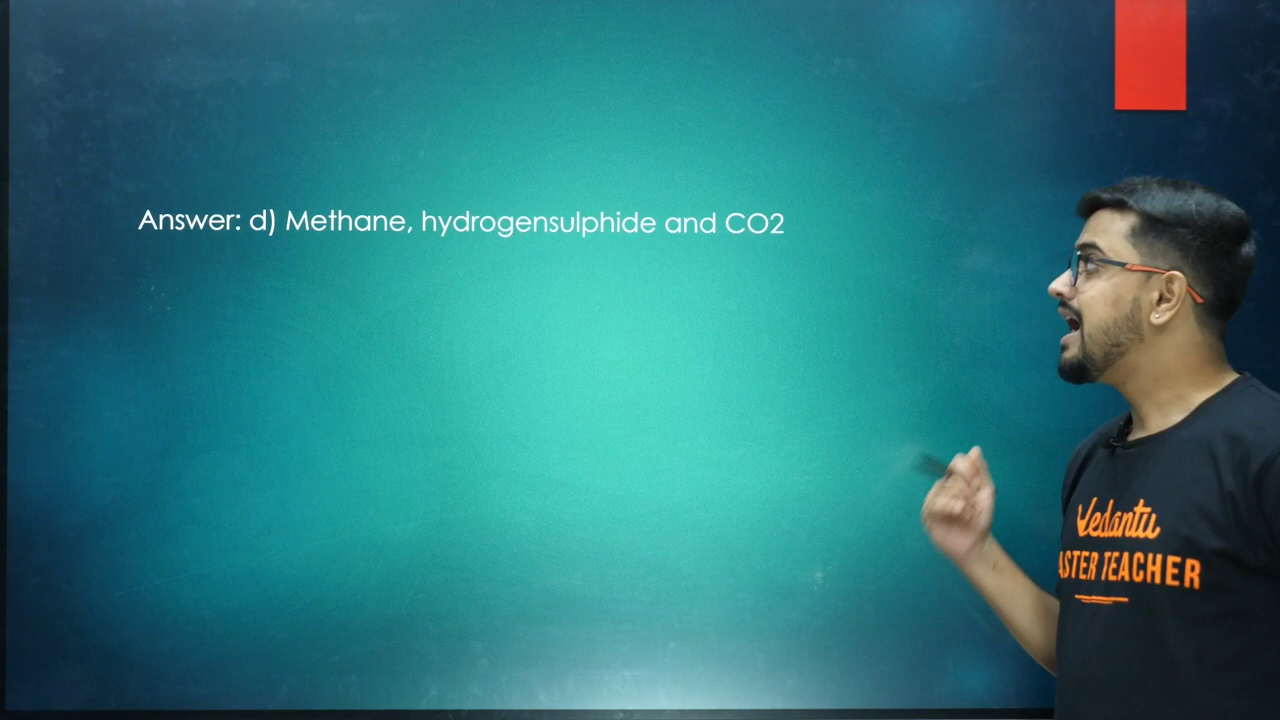 Answer: d) Methane, hydrogensulphide and CO2
Vedantu
ASTER TEACHER